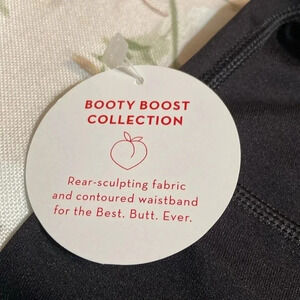 BOOTY BOOST
COLLECTION
Rear-sculpting fabric
and contoured waistband
for the Best. Butt. Ever.